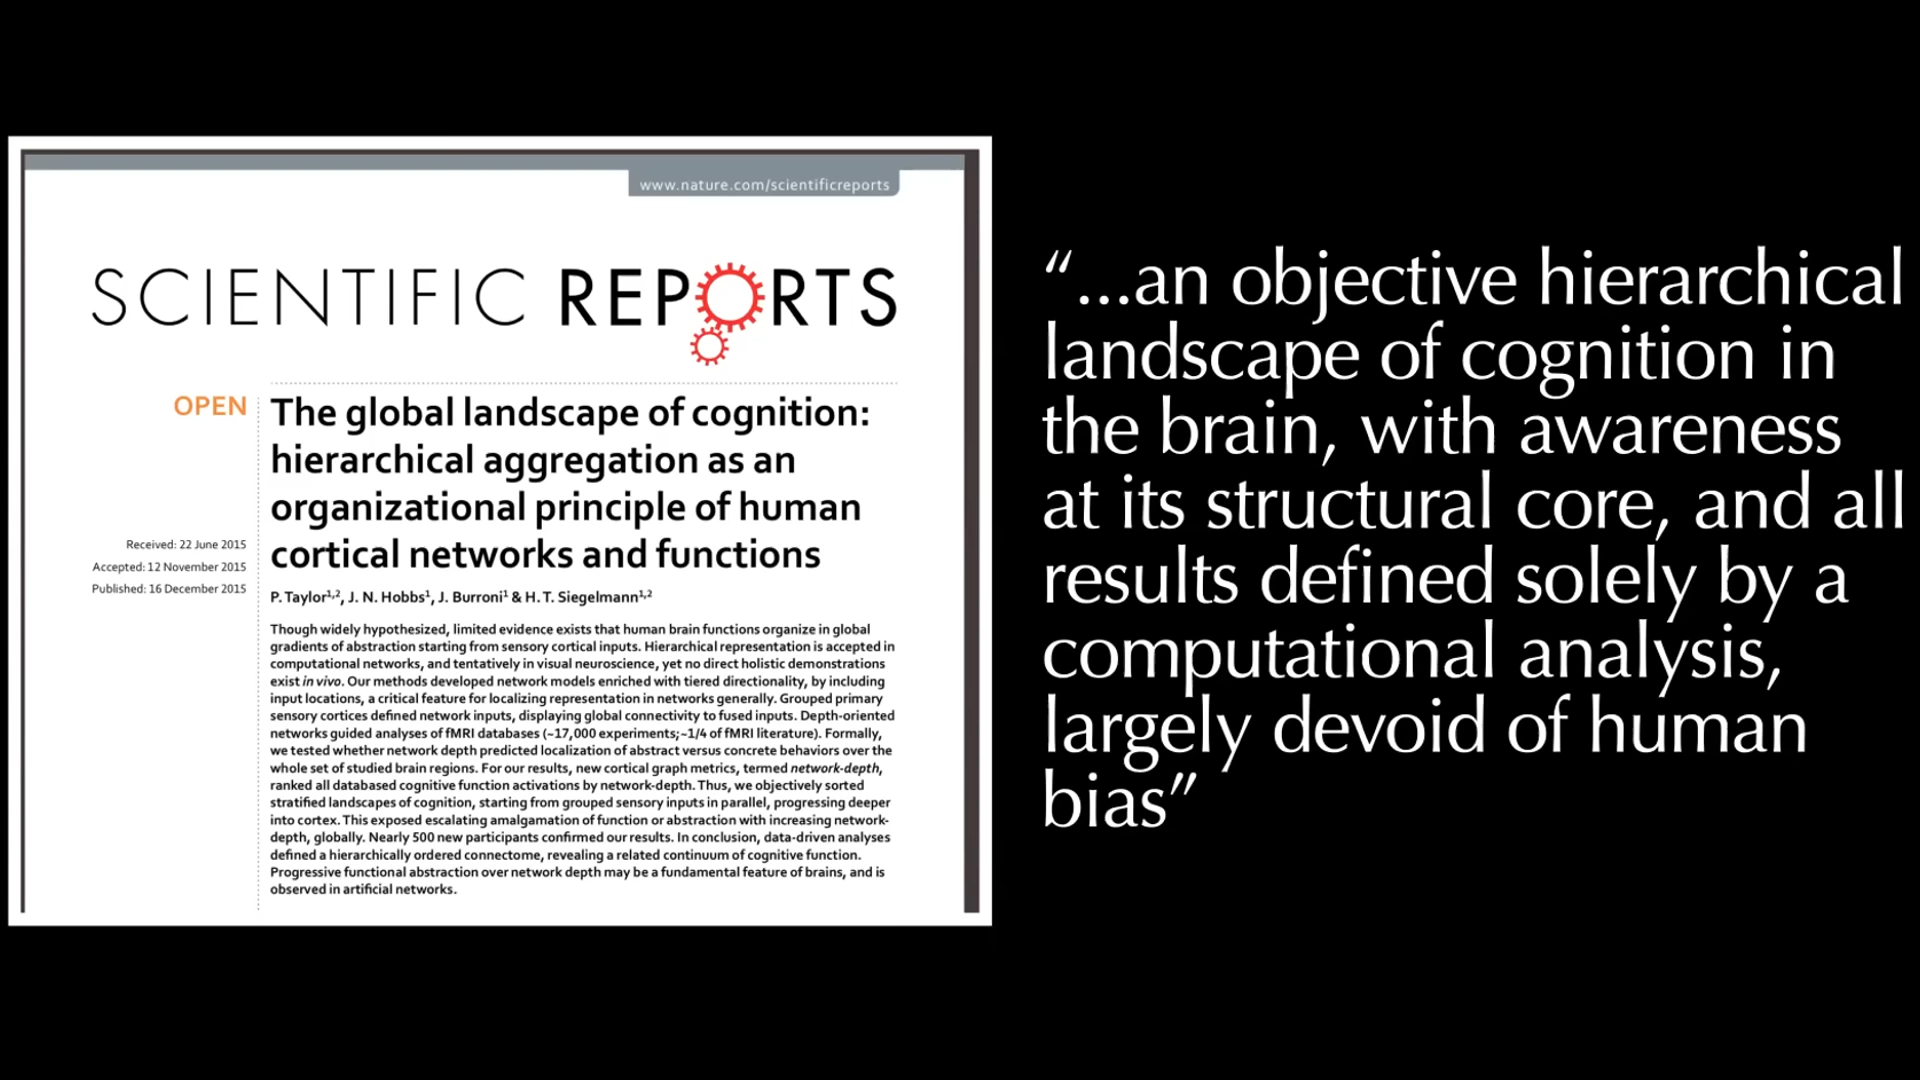 www.nature.com/scientificreports
SCIENTIFIC REPORTS
OPEN
The global landscape of cognition:
hierarchical aggregation as an
organizational principle of human
cortical networks and functions
Received: 22 June 2015
Accepted: 12 November 2015
Published: 16 December 2015
P. Taylor1,2, J. N. Hobbs1, J. Burroni1 & H. T. Siegelmann1,2
Though widely hypothesized, limited evidence exists that human brain functions organize in global
gradients of abstraction starting from sensory cortical inputs. Hierarchical representation is accepted in
computational networks, and tentatively in visual neuroscience, yet no direct holistic demonstrations
exist in vivo. Our methods developed network models enriched with tiered directionality, by including
input locations, a critical feature for localizing representation in networks generally. Grouped primary
sensory cortices defined network inputs, displaying global connectivity to fused inputs. Depth-oriented
networks guided analyses of fMRI databases (~17,000 experiments;~1/4 of fMRI literature). Formally,
we tested whether network depth predicted localization of abstract versus concrete behaviors over the
whole set of studied brain regions. For our results, new cortical graph metrics, termed network-depth,
ranked all databased cognitive function activations by network-depth. Thus, we objectively sorted
stratified landscapes of cognition, starting from grouped sensory inputs in parallel, progressing deeper
into cortex. This exposed escalating amalgamation of function or abstraction with increasing network-
depth, globally. Nearly 500 new participants confirmed our results. In conclusion, data-driven analyses
defined a hierarchically ordered connectome, revealing a related continuum of cognitive function.
Progressive functional abstraction over network depth may be a fundamental feature of brains, and is
observed in artificial networks.
“...an objective hierarchical
landscape of cognition in
the brain, with awareness
at its structural core, and all
results defined solely by a
computational analysis,
largely devoid of human
bias”